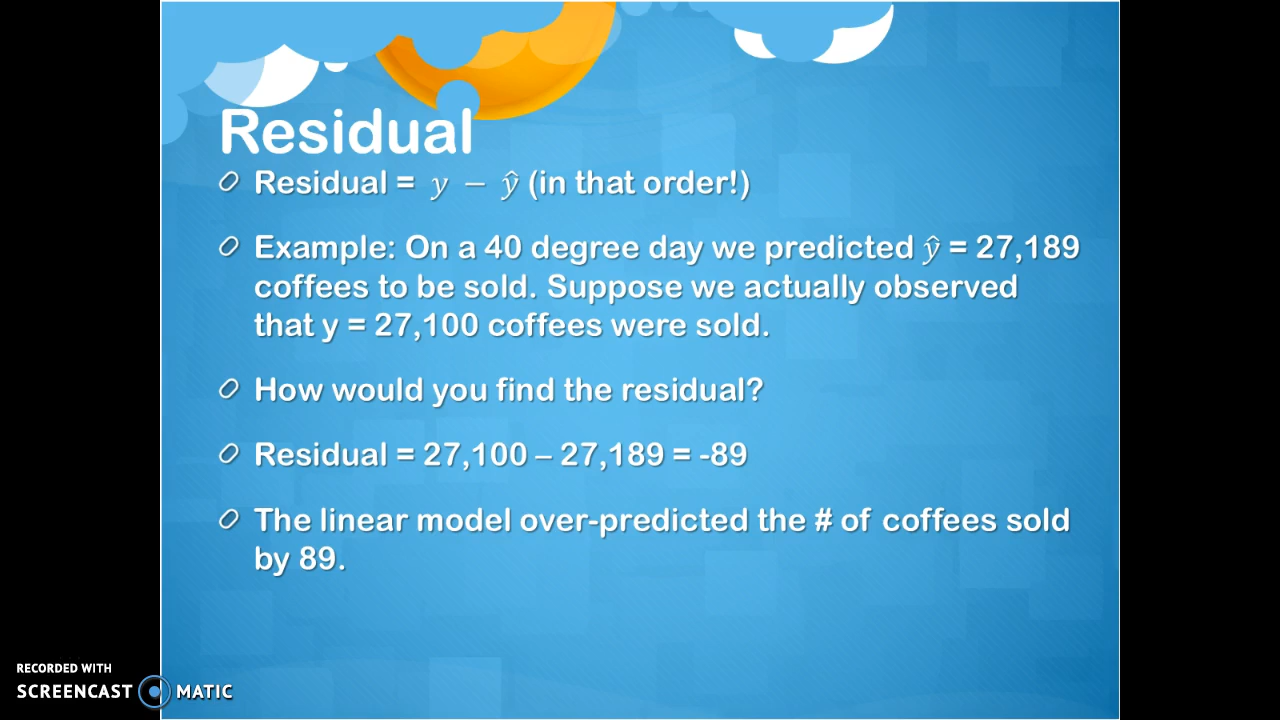 Residual
Residual = y − ŷ (in that order!)
Example: On a 40 degree day we predicted ŷ = 27,189
coffees to be sold. Suppose we actually observed
that y = 27,100 coffees were sold.
How would you find the residual?
Residual = 27,100 – 27,189 = -89
The linear model over-predicted the # of coffees sold
by 89.
RECORDED WITH
SCREENCAST MATIC